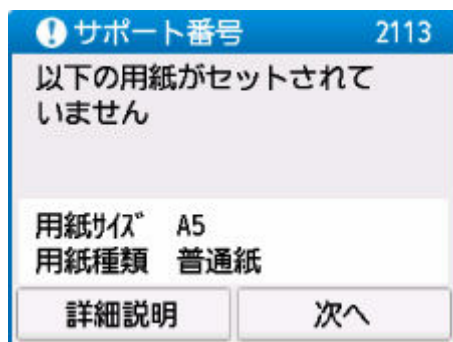 サポート番号 2113
以下の用紙がセットされて
いません
用紙ｻｲｽﾞ A5
用紙種類 普通紙
詳細説明 次へ